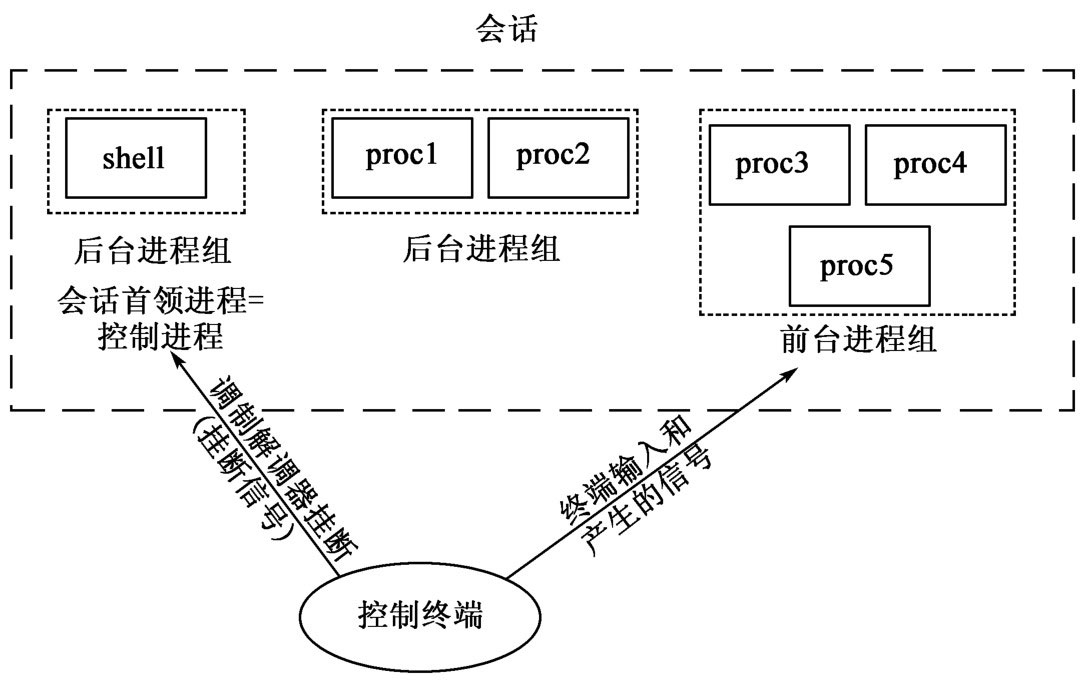 会话
shell
proc1
proc2
proc3
proc4
proc5
后台进程组
会话首领进程=
控制进程
后台进程组
前台进程组
调制解调器挂断
(挂断信号)
终端输入和
产生的信号
控制终端